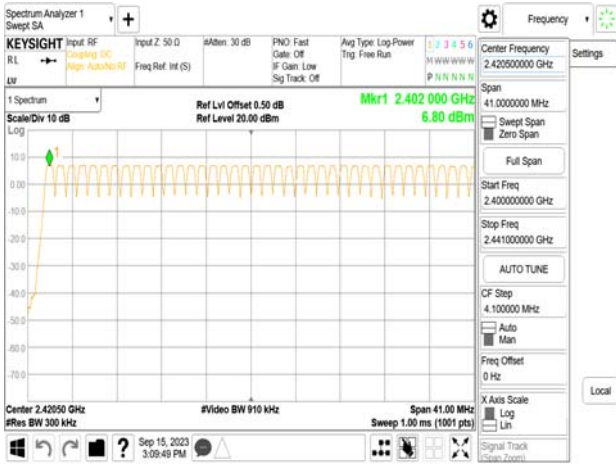 Spectrum Analyzer 1
Swept SA
+
Frequency
KEYSIGHT
RL
Input: RF
Coupling: DC
Align: Auto/No RF
Input Z: 50 Ω
Freq Ref: Int (S)
#Atten: 30 dB
PNO: Fast
Gate: Off
IF Gain: Low
Sig Track: Off
Avg Type: Log-Power
Trig: Free Run
1 2 3 4 5 6
M W W W W W
P N N N N N
Settings
Center Frequency
2.420500000 GHz
Span
41.0000000 MHz
Swept Span
Zero Span
Full Span
Start Freq
2.400000000 GHz
Stop Freq
2.441000000 GHz
AUTO TUNE
CF Step
4.100000 MHz
Auto
Man
Freq Offset
0 Hz
X Axis Scale
Log
Lin
Signal Track
(Span Zoom)
Local
1 Spectrum
Scale/Div 10 dB
Log
Ref Lvl Offset 0.50 dB
Ref Level 20.00 dBm
Mkr1 2.402 000 GHz
6.80 dBm
1
10.0
0.00
-10.0
-20.0
-30.0
-40.0
-50.0
-60.0
-70.0
Center 2.42050 GHz
#Res BW 300 kHz
#Video BW 910 kHz
Span 41.00 MHz
Sweep 1.00 ms (1001 pts)
?
Sep 15, 2023
3:09:49 PM